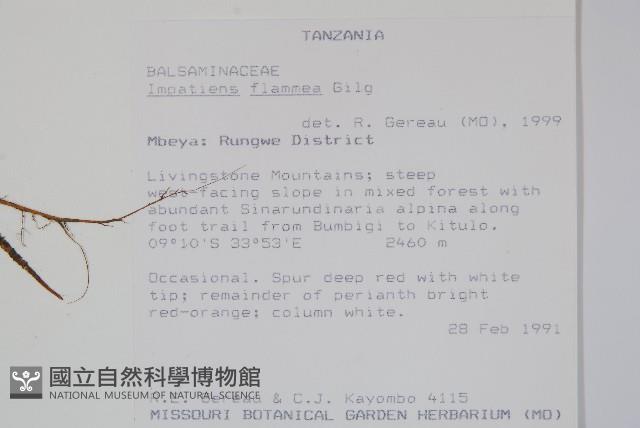 TANZANIA
BALSAMINACEAE
Impatiens flammea Gilg
det. R. Gereau (MO), 1999
Mbeya: Rungwe District
Livingstone Mountains; steep
west-facing slope in mixed forest with
abundant Sinarundinaria alpina along
foot trail from Bumbigi to Kitulo.
09°10'S 33°53'E 2460 m
Occasional. Spur deep red with white
tip; remainder of perianth bright
red-orange; column white.
28 Feb 1991
國立自然科學博物館
NATIONAL MUSEUM OF NATURAL SCIENCE
R.E. Gereau & C.J. Kayombo 4115
MISSOURI BOTANICAL GARDEN HERBARIUM (MO)